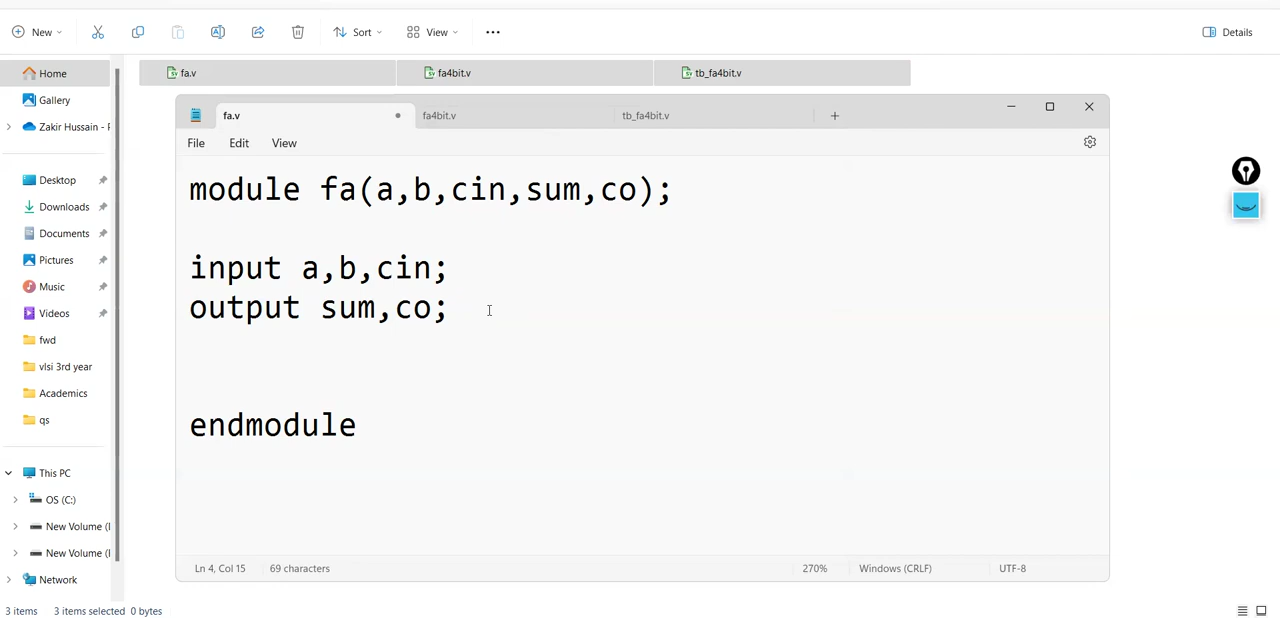 New
Sort
View
Details
Home
Gallery
Zakir Hussain -
Desktop
Downloads
Documents
Pictures
Music
Videos
fwd
vlsi 3rd year
Academics
qs
This PC
OS (C:)
New Volume (
New Volume (
Network
fa.v
fa4bit.v
tb_fa4bit.v
fa.v
fa4bit.v
tb_fa4bit.v
File Edit View
module fa(a,b,cin,sum,co);
input a,b,cin;
output sum,co;
endmodule
Ln 4, Col 15
69 characters
270%
Windows (CRLF)
UTF-8
3 items 3 items selected 0 bytes